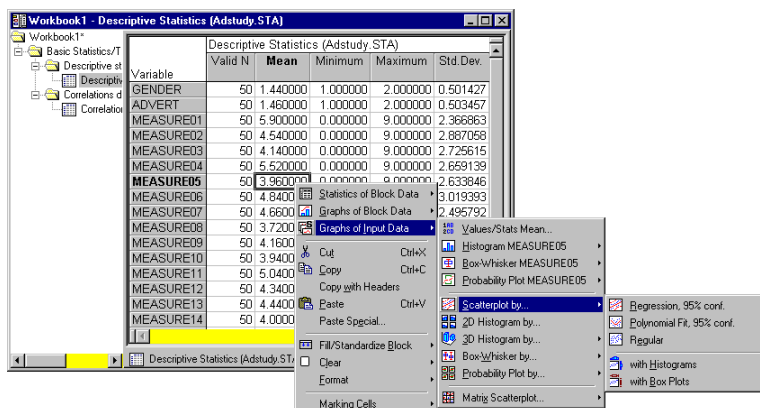 Workbook1 - Descriptive Statistics (Adstudy.STA)
Workbook1*
Basic Statistics/T
Descriptive st
Descriptiv
Correlations d
Correlation
Descriptive Statistics (Adstudy.STA)
Variable Valid N Mean Minimum Maximum Std.Dev.
GENDER 50 1.440000 1.000000 2.000000 0.501427
ADVERT 50 1.460000 1.000000 2.000000 0.503457
MEASURE01 50 5.900000 0.000000 9.000000 2.366863
MEASURE02 50 4.540000 0.000000 9.000000 2.887058
MEASURE03 50 4.140000 0.000000 9.000000 2.725615
MEASURE04 50 5.520000 0.000000 9.000000 2.659139
MEASURE05 50 3.960000 0.000000 9.000000 2.633846
MEASURE06 50 4.8400 3.019393
MEASURE07 50 4.6600 2.495792
MEASURE08 50 3.7200
MEASURE09 50 4.1600
MEASURE10 50 3.9400
MEASURE11 50 5.0400
MEASURE12 50 4.3400
MEASURE13 50 4.4400
MEASURE14 50 4.0000
Descriptive Statistics (Adstudy.ST
Statistics of Block Data
Graphs of Block Data
Graphs of Input Data
Cut Ctrl+X
Copy Ctrl+C
Copy with Headers
Paste Ctrl+V
Paste Special...
Fill/Standardize Block
Clear
Format
Marking Cells
Values/Stats Mean...
Histogram MEASURE05
Box-Whisker MEASURE05
Probability Plot MEASURE05
Scatterplot by...
2D Histogram by...
3D Histogram by...
Box-Whisker by...
Probability Plot by...
Matrix Scatterplot...
Regression, 95% conf.
Polynomial Fit, 95% conf.
Regular
with Histograms
with Box Plots